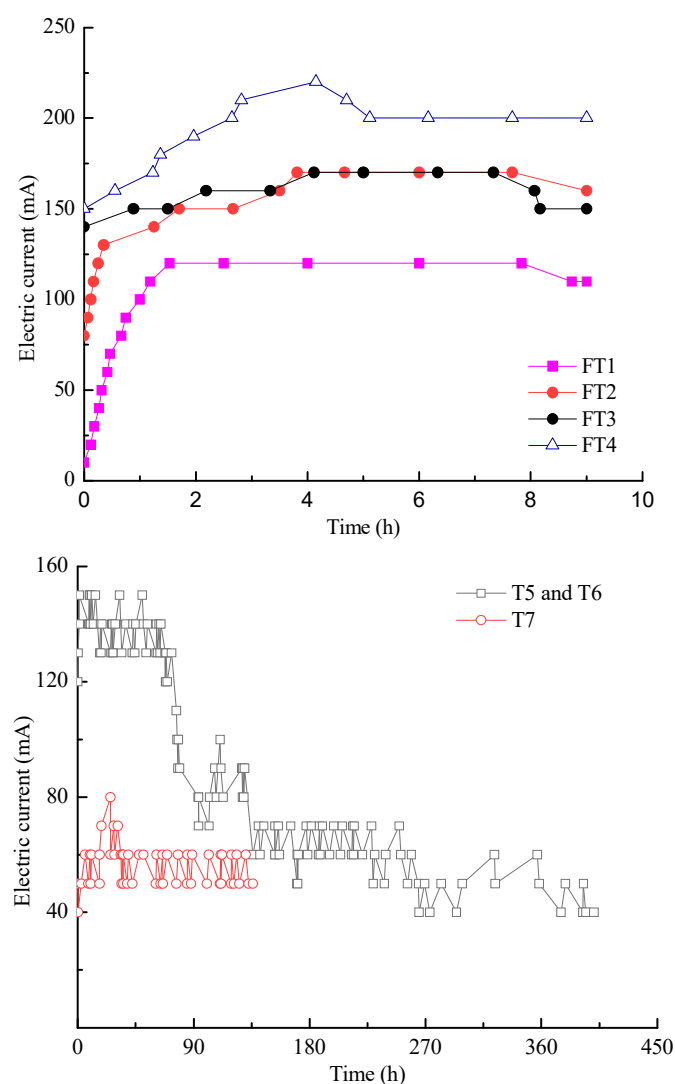 250
200
150
100
50
0
Electric current (mA)
FT1
FT2
FT3
FT4
0 2 4 6 8 10
Time (h)
160
120
80
40
Electric current (mA)
T5 and T6
T7
0 90 180 270 360 450
Time (h)